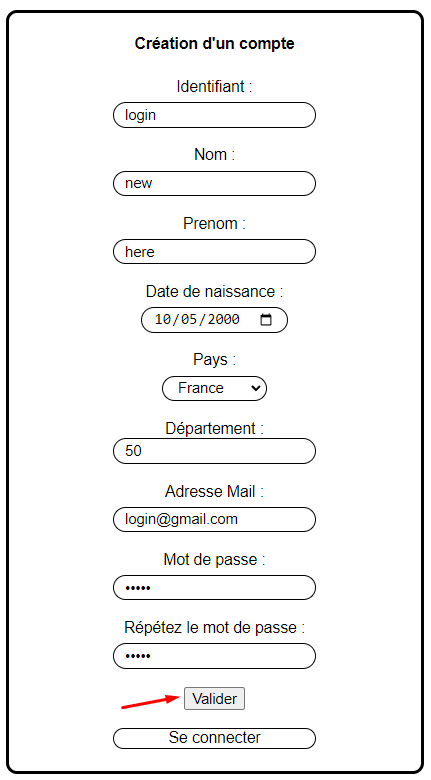 Création d'un compte
Identifiant :
login
Nom :
new
Prenom :
here
Date de naissance :
10/05/2000
Pays :
France
Département :
50
Adresse Mail :
login@gmail.com
Mot de passe :
•••••
Répétez le mot de passe :
•••••
Valider
Se connecter